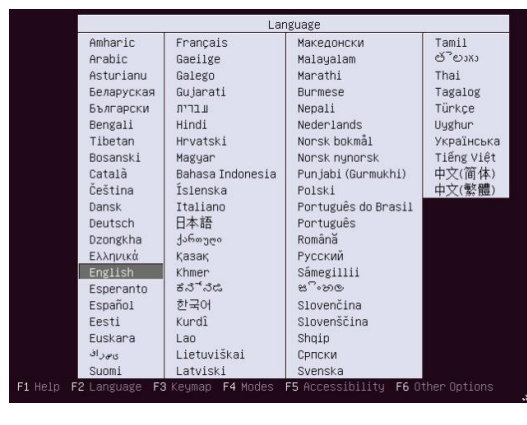 Language
Amharic
Arabic
Asturianu
Беларуская
Български
Bengali
Tibetan
Bosanski
Català
Čeština
Dansk
Deutsch
Dzongkha
Ελληνικά
English
Esperanto
Español
Eesti
Euskara
Suomi
Français
Gaeilge
Galego
Gujarati
עברית
Hindi
Hrvatski
Magyar
Bahasa Indonesia
Íslenska
Italiano
日本語
ქართული
Қазақ
Khmer
한국어
Kurdî
Lao
Lietuviškai
Latviski
Македонски
Malayalam
Marathi
Burmese
Nepali
Nederlands
Norsk bokmål
Norsk nynorsk
Punjabi (Gurmukhi)
Polski
Português do Brasil
Português
Română
Русский
Sámegillii
Slovenčina
Slovenščina
Shqip
Српски
Svenska
Tamil
Thai
Tagalog
Türkçe
Uyghur
Українська
Tiếng Việt
中文(简体)
中文(繁體)
F1 Help F2 Language F3 Keymap F4 Modes F5 Accessibility F6 Other Options